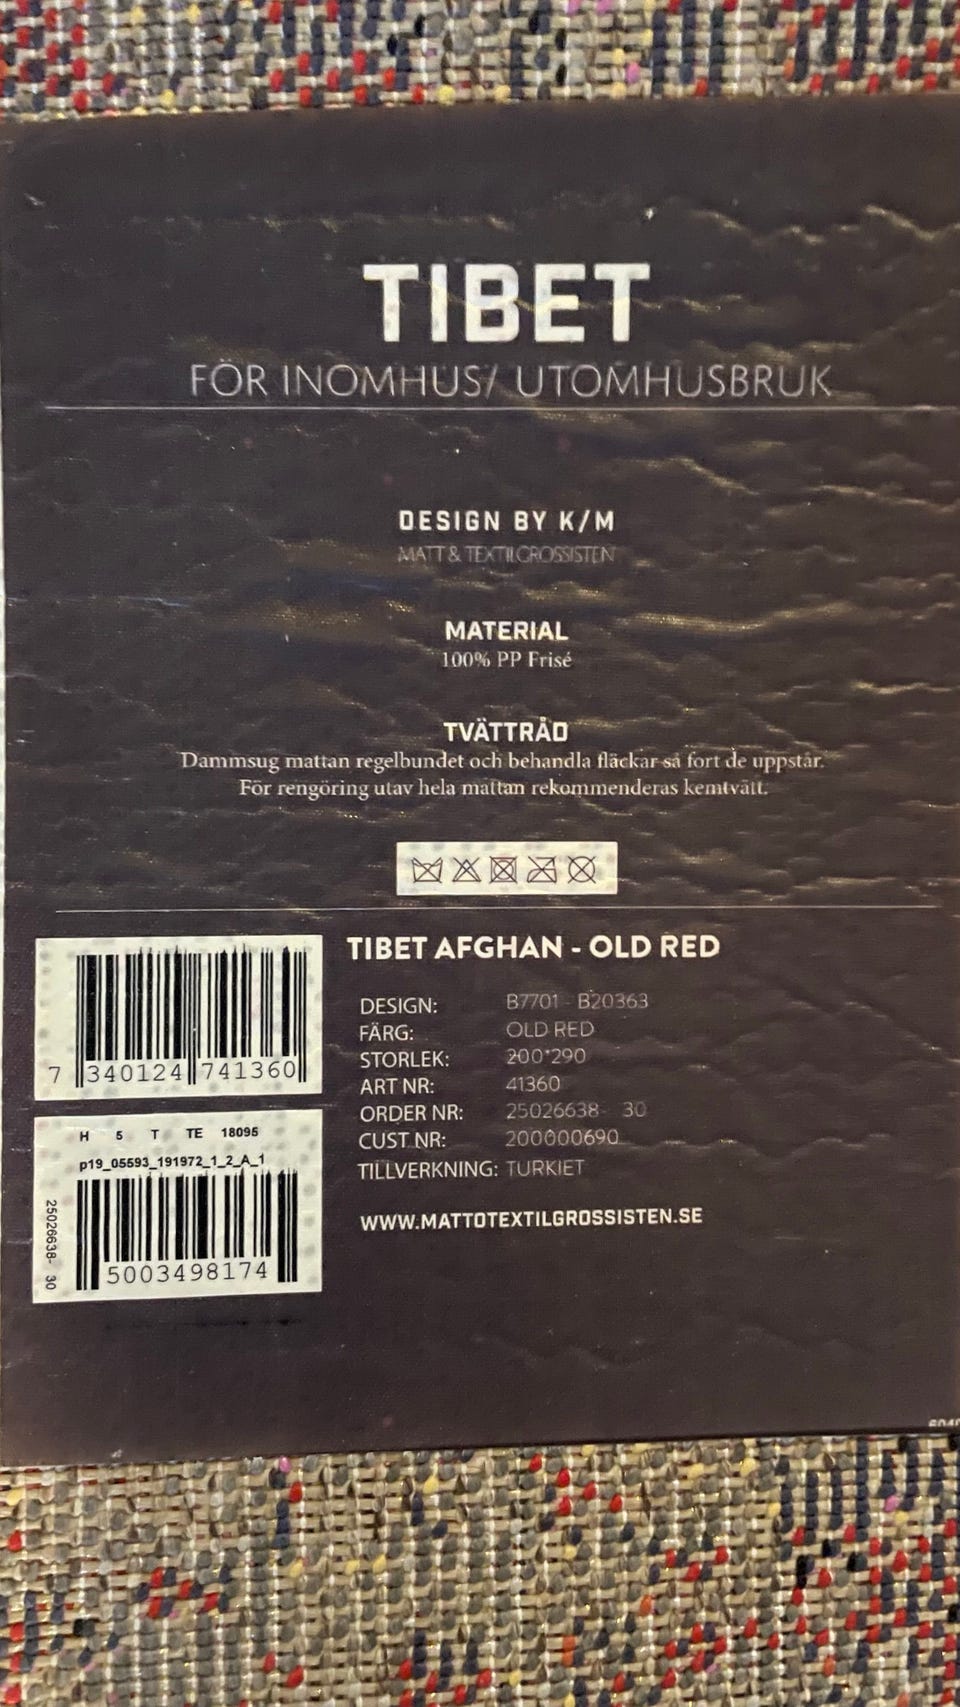 TIBET
FÖR INOMHUS/ UTOMHUSBRUK
DESIGN BY K/M
MATT & TEXTILGROSSISTEN
MATERIAL
100% PP Frisé
TVÄTTRÅD
Dammsug mattan regelbundet och behandla fläckar så fort de uppstår.
För rengöring utav hela mattan rekommenderas kemtvätt.
TIBET AFGHAN - OLD RED
DESIGN: B7701 - B20363
FÄRG: OLD RED
STORLEK: 200*290
ART NR: 41360
ORDER NR: 25026638- 30
CUST NR: 200000690
TILLVERKNING: TURKIET
WWW.MATTOTEXTILGROSSISTEN.SE
7 340124 741360
H 5 T TE 18095
p19_05593_191972_1_2_A_1
25026638- 30
5003498174